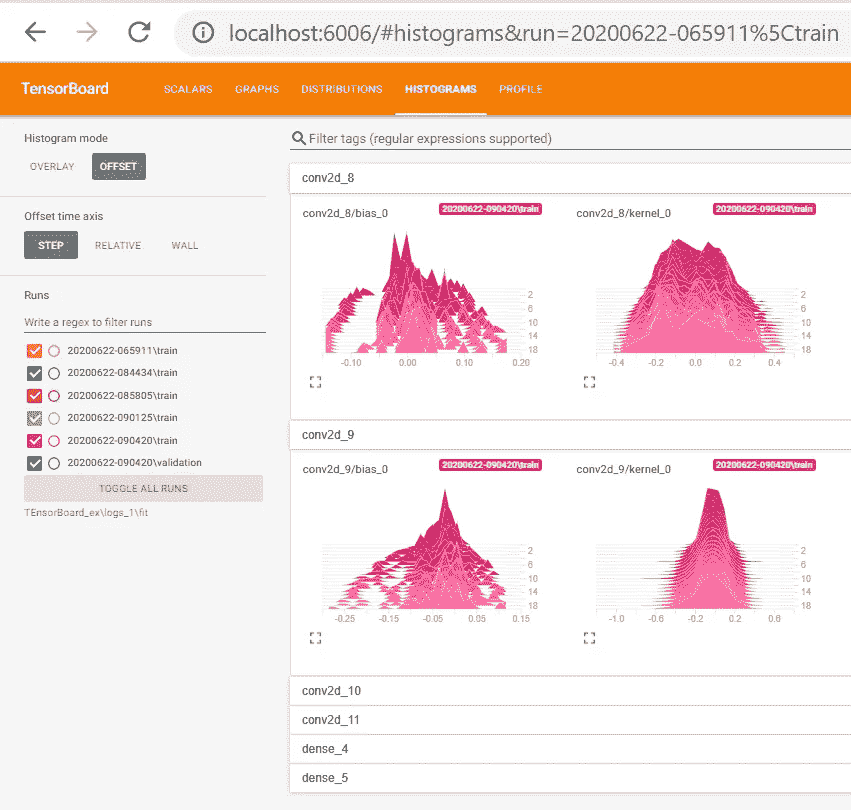 localhost:6006/#histograms&run=20200622-065911%5Ctrain
TensorBoard SCALARS GRAPHS DISTRIBUTIONS HISTOGRAMS PROFILE
Histogram mode
OVERLAY OFFSET
Offset time axis
STEP RELATIVE WALL
Runs
Write a regex to filter runs
20200622-065911\train
20200622-084434\train
20200622-085805\train
20200622-090125\train
20200622-090420\train
20200622-090420\validation
TOGGLE ALL RUNS
TEnsorBoard_ex\logs_1\fit
Filter tags (regular expressions supported)
conv2d_8
conv2d_8/bias_0 20200622-090420\train
2
6
10
14
18
-0.10 0.00 0.10 0.20
conv2d_8/kernel_0 20200622-090420\train
2
6
10
14
18
-0.4 -0.2 0.0 0.2 0.4
conv2d_9
conv2d_9/bias_0 20200622-090420\train
2
6
10
14
18
-0.25 -0.15 -0.05 0.05 0.15
conv2d_9/kernel_0 20200622-090420\train
2
6
10
14
18
-1.0 -0.6 -0.2 0.2 0.6
conv2d_10
conv2d_11
dense_4
dense_5